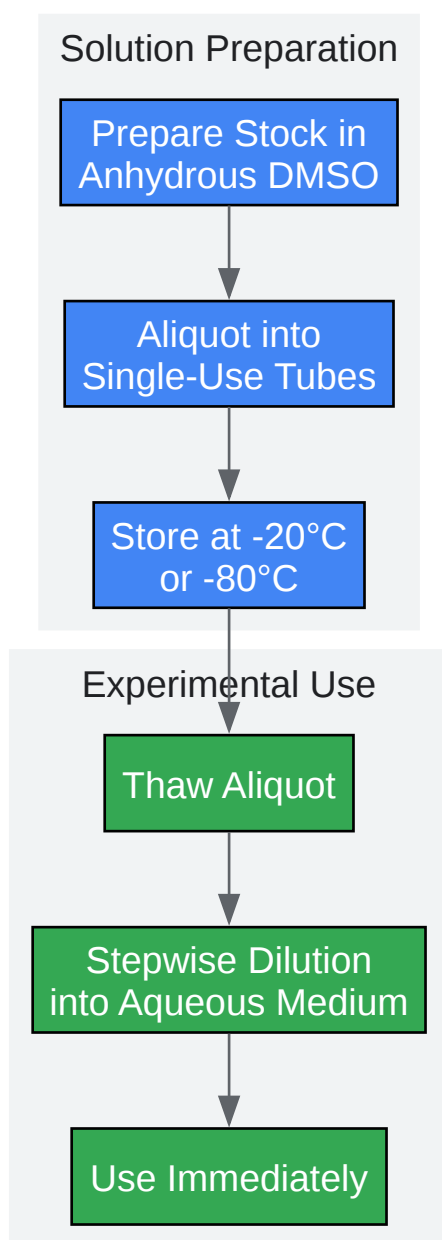 Solution Preparation
Prepare Stock in
Anhydrous DMSO
Aliquot into
Single-Use Tubes
Store at -20°C
or -80°C
Experimental Use
Thaw Aliquot
Stepwise Dilution
into Aqueous Medium
Use Immediately